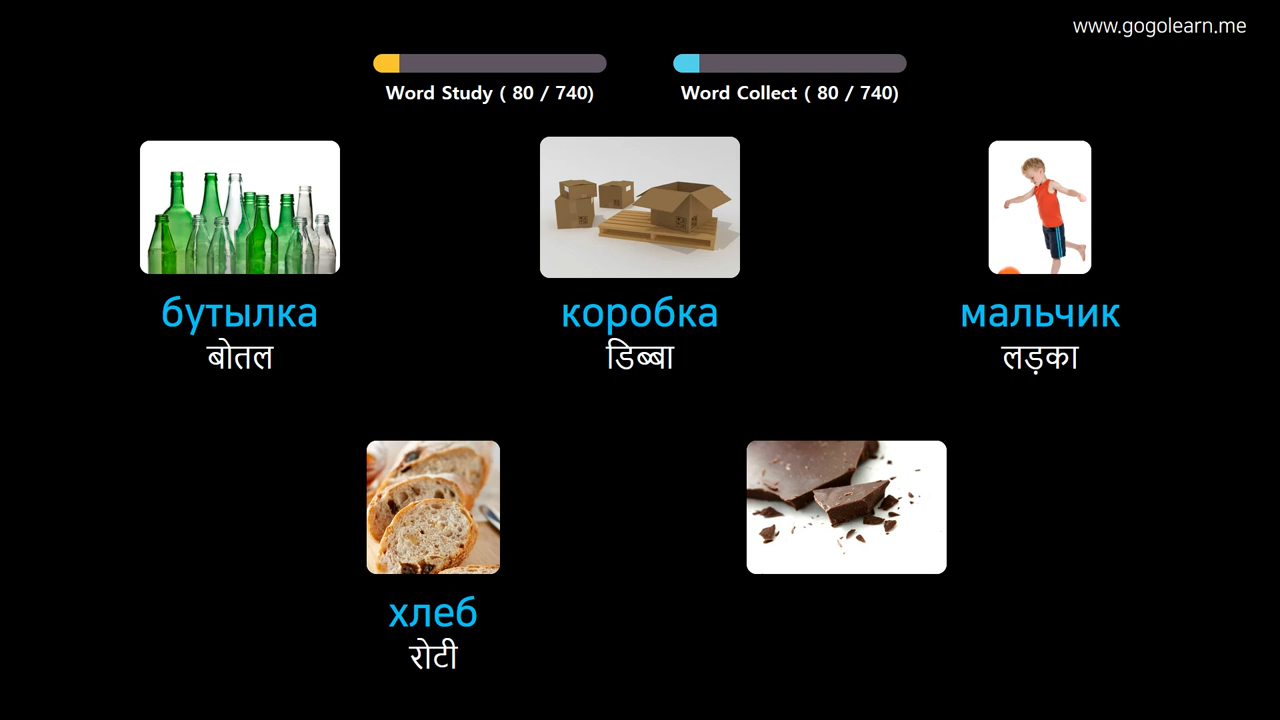 www.gogolearn.me
Word Study ( 80 / 740)
Word Collect ( 80 / 740)
бутылка
बोतल
коробка
डिब्बा
мальчик
लड़का
хлеб
रोटी